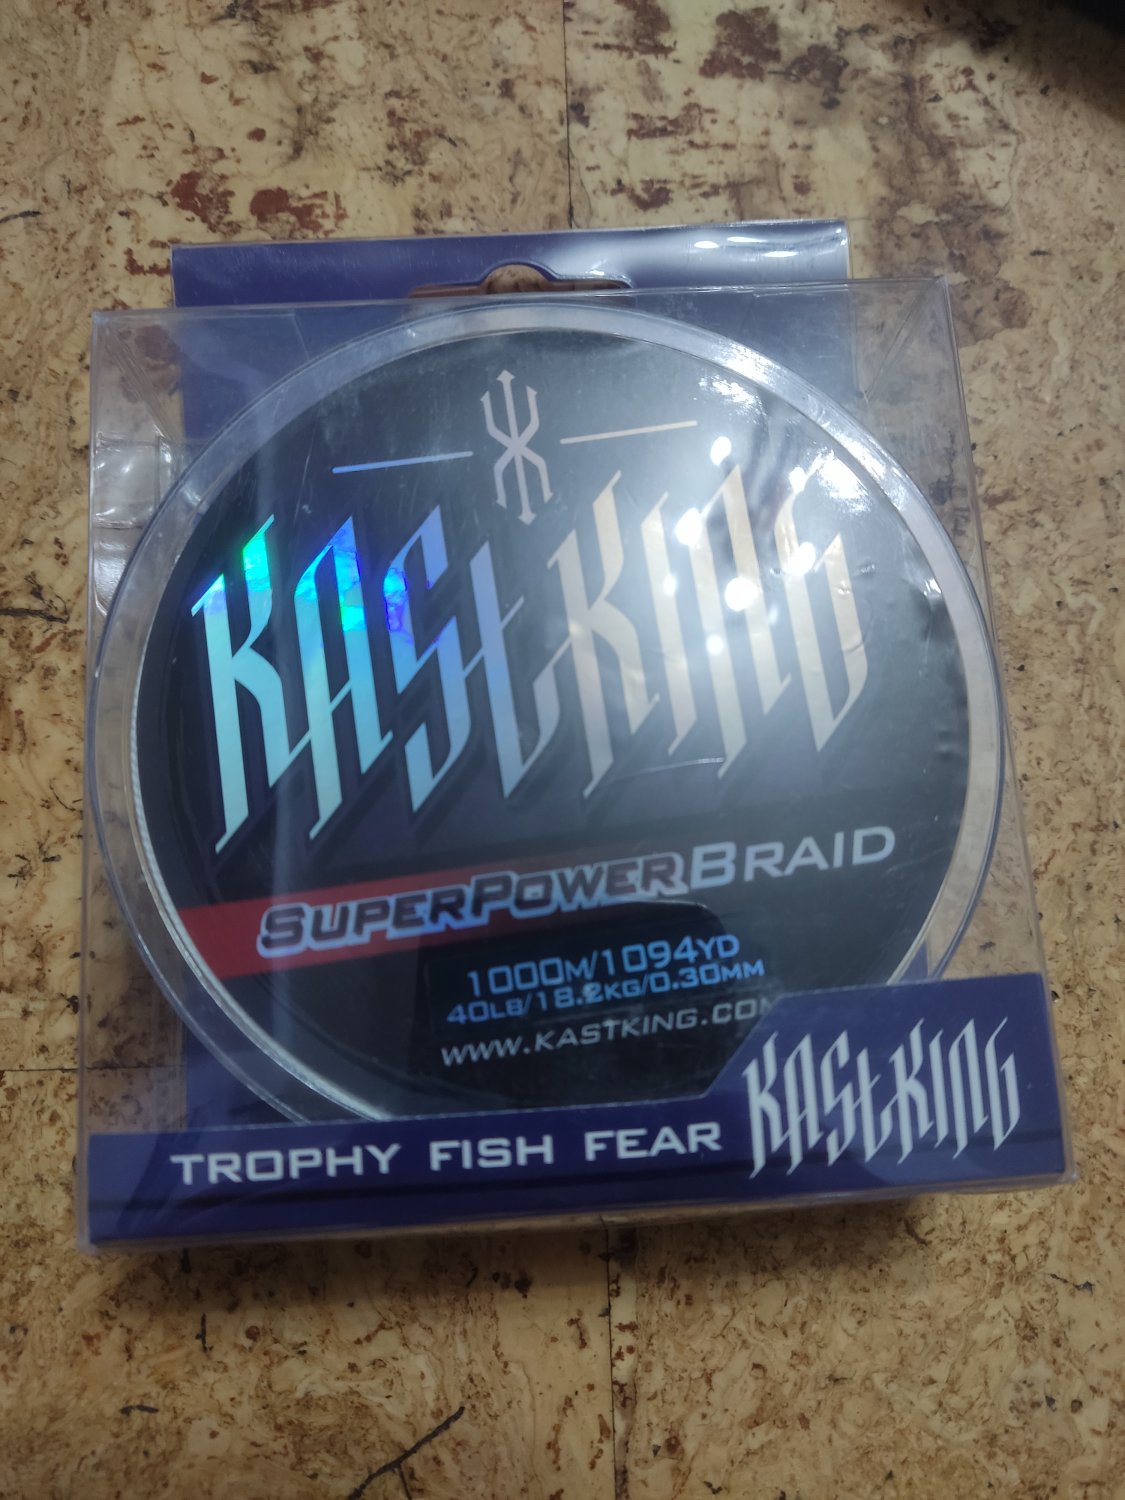 KastKing
SuperPowerBraid
1000M/1094YD
40LB/18.2KG/0.30MM
WWW.KASTKING.COM
TROPHY FISH FEAR KastKing